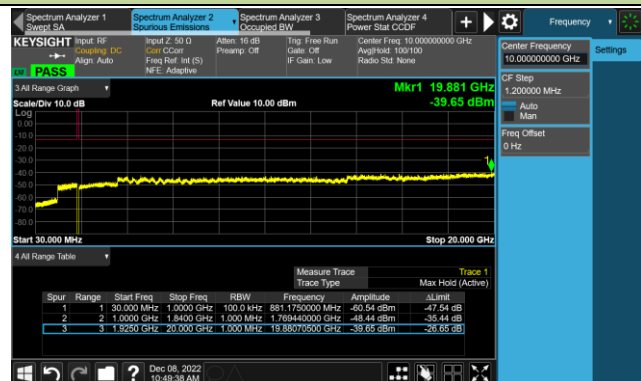 Spectrum Analyzer 1
Swept SA
Spectrum Analyzer 2
Spurious Emissions
Spectrum Analyzer 3
Occupied BW
Spectrum Analyzer 4
Power Stat CCDF
Frequency
KEYSIGHT
Input: RF
Coupling: DC
Align: Auto
Input Z: 50 Ω
Corr CCorr
Freq Ref: Int (S)
NFE: Adaptive
Atten: 16 dB
Preamp: Off
Trig: Free Run
Gate: Off
IF Gain: Low
Center Freq: 10.000000000 GHz
Avg|Hold: 100/100
Radio Std: None
PASS
Center Frequency
10.000000000 GHz
Settings
CF Step
1.200000 MHz
Auto
Man
Freq Offset
0 Hz
3 All Range Graph
Mkr1 19.881 GHz
Scale/Div 10.0 dB
Ref Value 10.00 dBm
-39.65 dBm
Log
0.00
-10.0
-20.0
-30.0
-40.0
-50.0
-60.0
-70.0
-80.0
1
Start 30.000 MHz
Stop 20.000 GHz
4 All Range Table
Measure Trace Trace 1
Trace Type Max Hold (Active)
Spur Range Start Freq Stop Freq RBW Frequency Amplitude ΔLimit
1 1 30.000 MHz 1.0000 GHz 100.0 kHz 881.1750000 MHz -60.54 dBm -47.54 dB
2 2 1.0000 GHz 1.8400 GHz 1.000 MHz 1.769440000 GHz -48.44 dBm -35.44 dB
3 3 1.9250 GHz 20.000 GHz 1.000 MHz 19.88070500 GHz -39.65 dBm -26.65 dB
Dec 08, 2022
10:49:38 AM